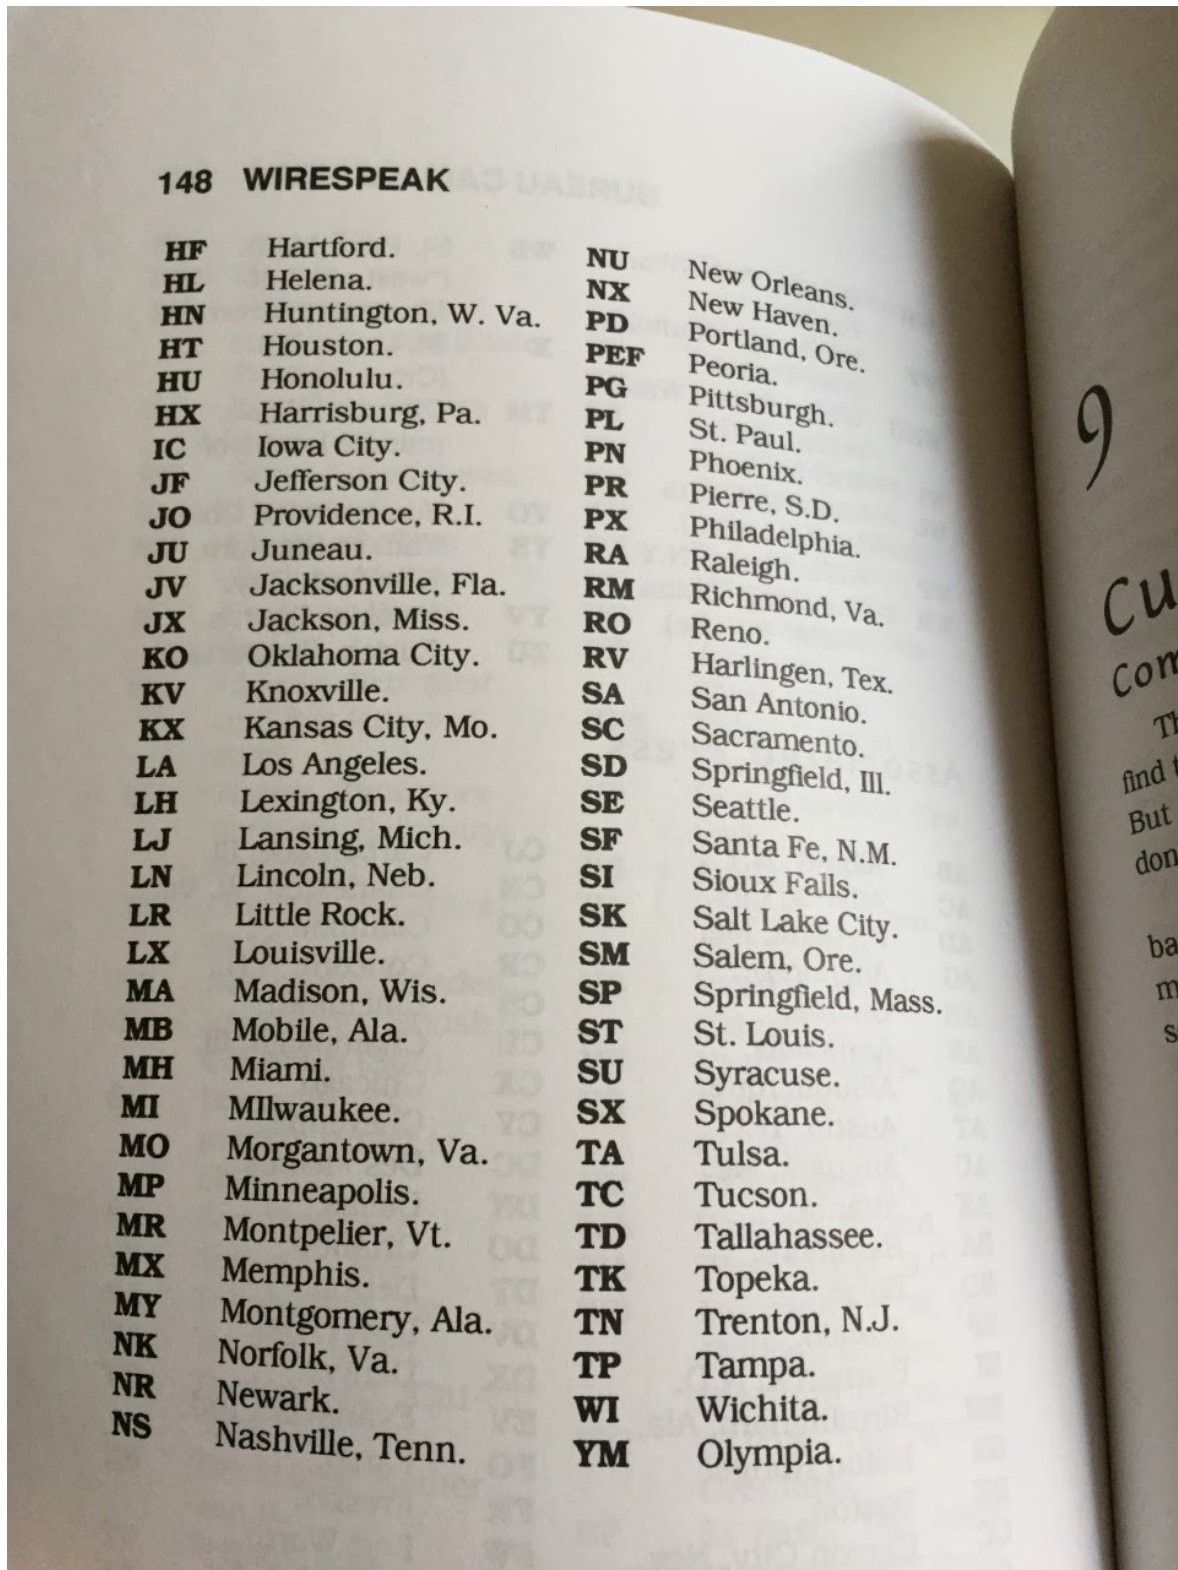 148 WIRESPEAK
HF Hartford.
HL Helena.
HN Huntington, W. Va.
HT Houston.
HU Honolulu.
HX Harrisburg, Pa.
IC Iowa City.
JF Jefferson City.
JO Providence, R.I.
JU Juneau.
JV Jacksonville, Fla.
JX Jackson, Miss.
KO Oklahoma City.
KV Knoxville.
KX Kansas City, Mo.
LA Los Angeles.
LH Lexington, Ky.
LJ Lansing, Mich.
LN Lincoln, Neb.
LR Little Rock.
LX Louisville.
MA Madison, Wis.
MB Mobile, Ala.
MH Miami.
MI MIlwaukee.
MO Morgantown, Va.
MP Minneapolis.
MR Montpelier, Vt.
MX Memphis.
MY Montgomery, Ala.
NK Norfolk, Va.
NR Newark.
NS Nashville, Tenn.
NU New Orleans.
NX New Haven.
PD Portland, Ore.
PEF Peoria.
PG Pittsburgh.
PL St. Paul.
PN Phoenix.
PR Pierre, S.D.
PX Philadelphia.
RA Raleigh.
RM Richmond, Va.
RO Reno.
RV Harlingen, Tex.
SA San Antonio.
SC Sacramento.
SD Springfield, Ill.
SE Seattle.
SF Santa Fe, N.M.
SI Sioux Falls.
SK Salt Lake City.
SM Salem, Ore.
SP Springfield, Mass.
ST St. Louis.
SU Syracuse.
SX Spokane.
TA Tulsa.
TC Tucson.
TD Tallahassee.
TK Topeka.
TN Trenton, N.J.
TP Tampa.
WI Wichita.
YM Olympia.
9
find
But